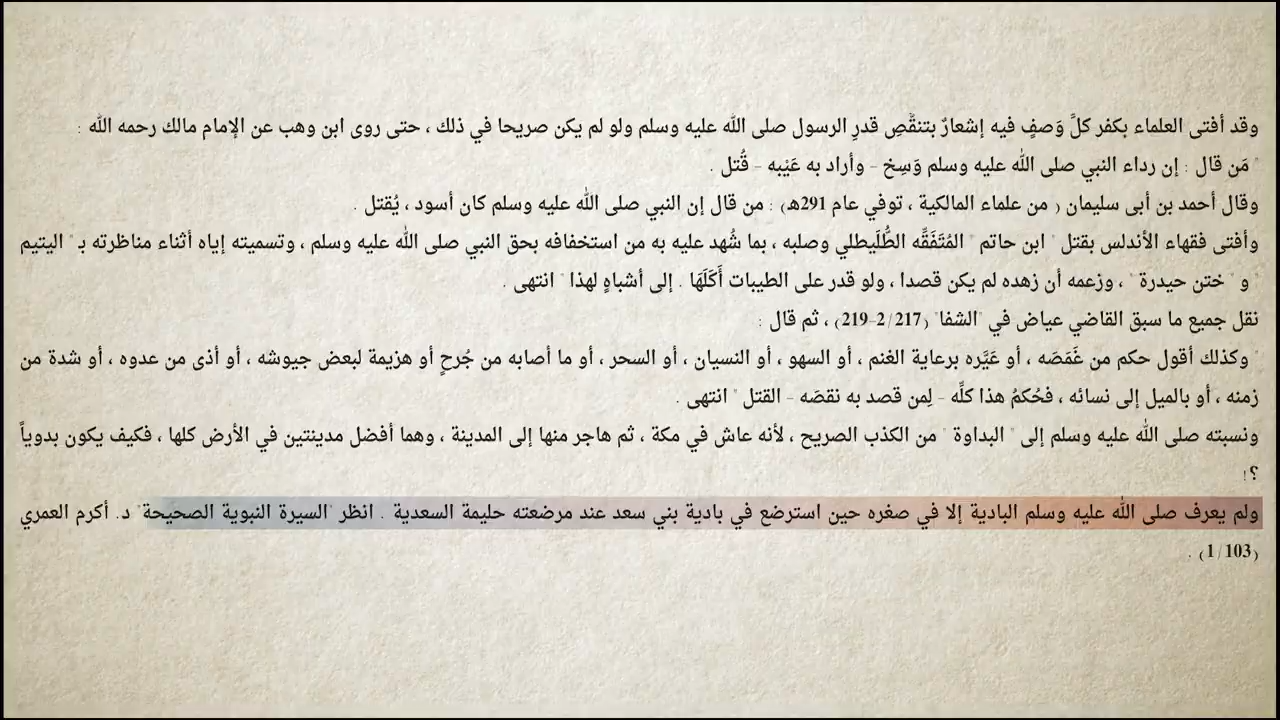 وقد أفتى العلماء بكفر كلَّ وَصفٍ فيه إشعارٌ بتنقُّصِ قدرِ الرسول صلى الله عليه وسلم ولو لم يكن صريحا في ذلك ، حتى روى ابن وهب عن الإمام مالك رحمه الله :
" مَن قال : إن رداء النبي صلى الله عليه وسلم وَسِخ – وأراد به عَيْبه – قُتل .
وقال أحمد بن أبى سليمان ( من علماء المالكية ، توفي عام 291هـ) : من قال إن النبي صلى الله عليه وسلم كان أسود ، يُقتل .
وأفتى فقهاء الأندلس بقتل " ابن حاتم " المُتَفَقِّه الطُّلَيطلي وصلبه ، بما شُهد عليه به من استخفافه بحق النبي صلى الله عليه وسلم ، وتسميته إياه أثناء مناظرته بـ " اليتيم
" و " ختن حيدرة " ، وزعمه أن زهده لم يكن قصدا ، ولو قدر على الطيبات أَكَلَهَا . إلى أشباهٍ لهذا " انتهى .
نقل جميع ما سبق القاضي عياض في "الشفا" (2/217-219) ، ثم قال :
" وكذلك أقول حكم من غَمَصَه ، أو عَيَّره برعاية الغنم ، أو السهو ، أو النسيان ، أو السحر ، أو ما أصابه من جُرحٍ أو هزيمة لبعض جيوشه ، أو أذى من عدوه ، أو شدة من
زمنه ، أو بالميل إلى نسائه ، فحُكمُ هذا كلِّه – لِمن قصد به نقصَه – القتل " انتهى .
ونسبته صلى الله عليه وسلم إلى " البداوة " من الكذب الصريح ، لأنه عاش في مكة ، ثم هاجر منها إلى المدينة ، وهما أفضل مدينتين في الأرض كلها ، فكيف يكون بدوياً
؟!
ولم يعرف صلى الله عليه وسلم البادية إلا في صغره حين استرضع في بادية بني سعد عند مرضعته حليمة السعدية . انظر "السيرة النبوية الصحيحة" د. أكرم العمري
(1/103) .